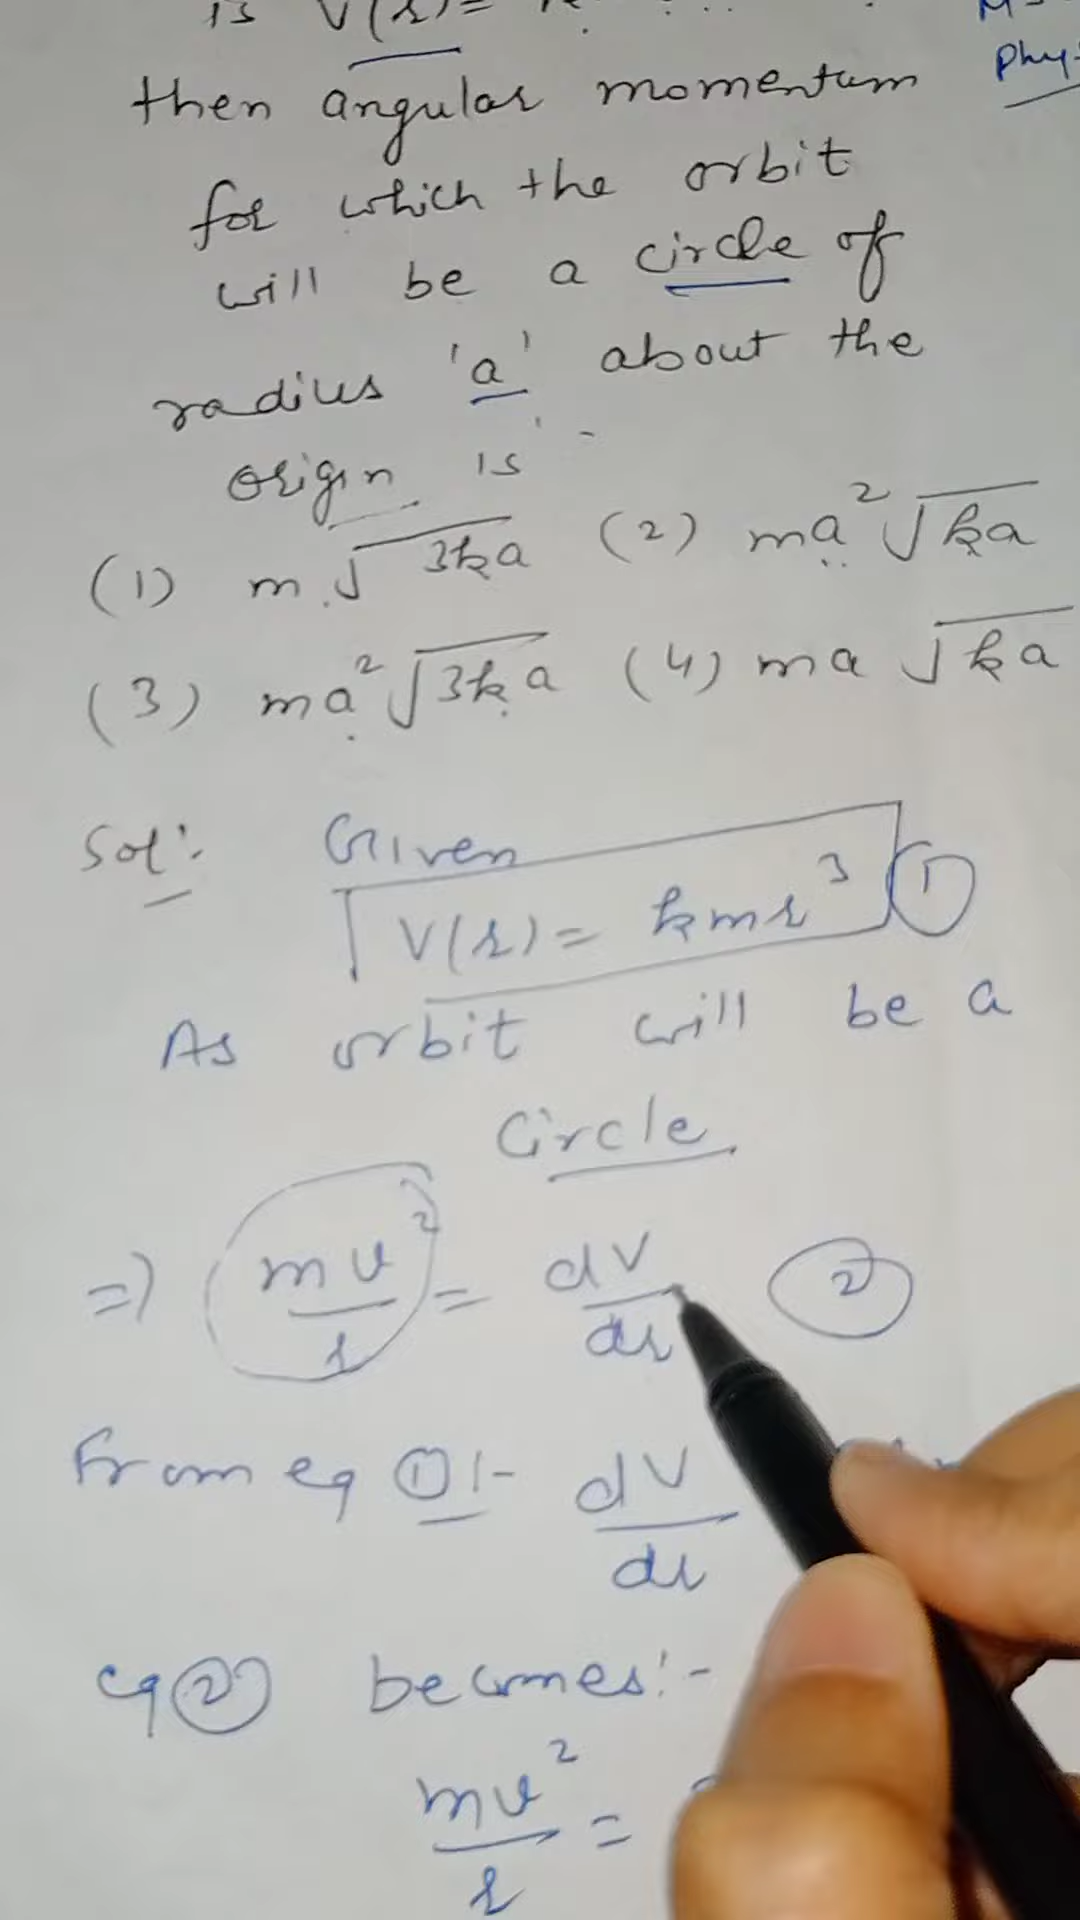 is V(r)=
then angular momentum
for which the orbit
will be a circle of
radius 'a' about the
origin is
(1) m√3ka (2) ma²√ka
(3) ma²√3ka (4) ma√ka
Sol:- Given
V(r) = kmr³ ①
As orbit will be a
Circle
⇒ mv²/r = dV/dr ②
From eq ①:- dV/dr
eq ② becomes:-
mv²/r =